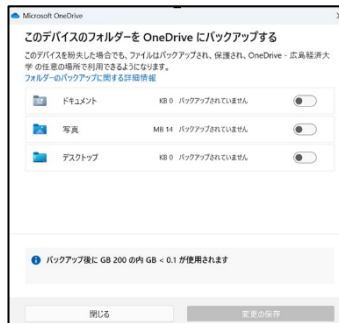 Microsoft OneDrive
このデバイスのフォルダーを OneDrive にバックアップする
このデバイスを紛失した場合でも、ファイルはバックアップされ、保護され、OneDrive - 広島経済大
学 の任意の場所で利用できるようになります。
フォルダーのバックアップに関する詳細情報
ドキュメント KB 0 バックアップされていません
写真 MB 14 バックアップされていません
デスクトップ KB 0 バックアップされていません
バックアップ後に GB 200 の内 GB < 0.1 が使用されます
閉じる 変更の保存